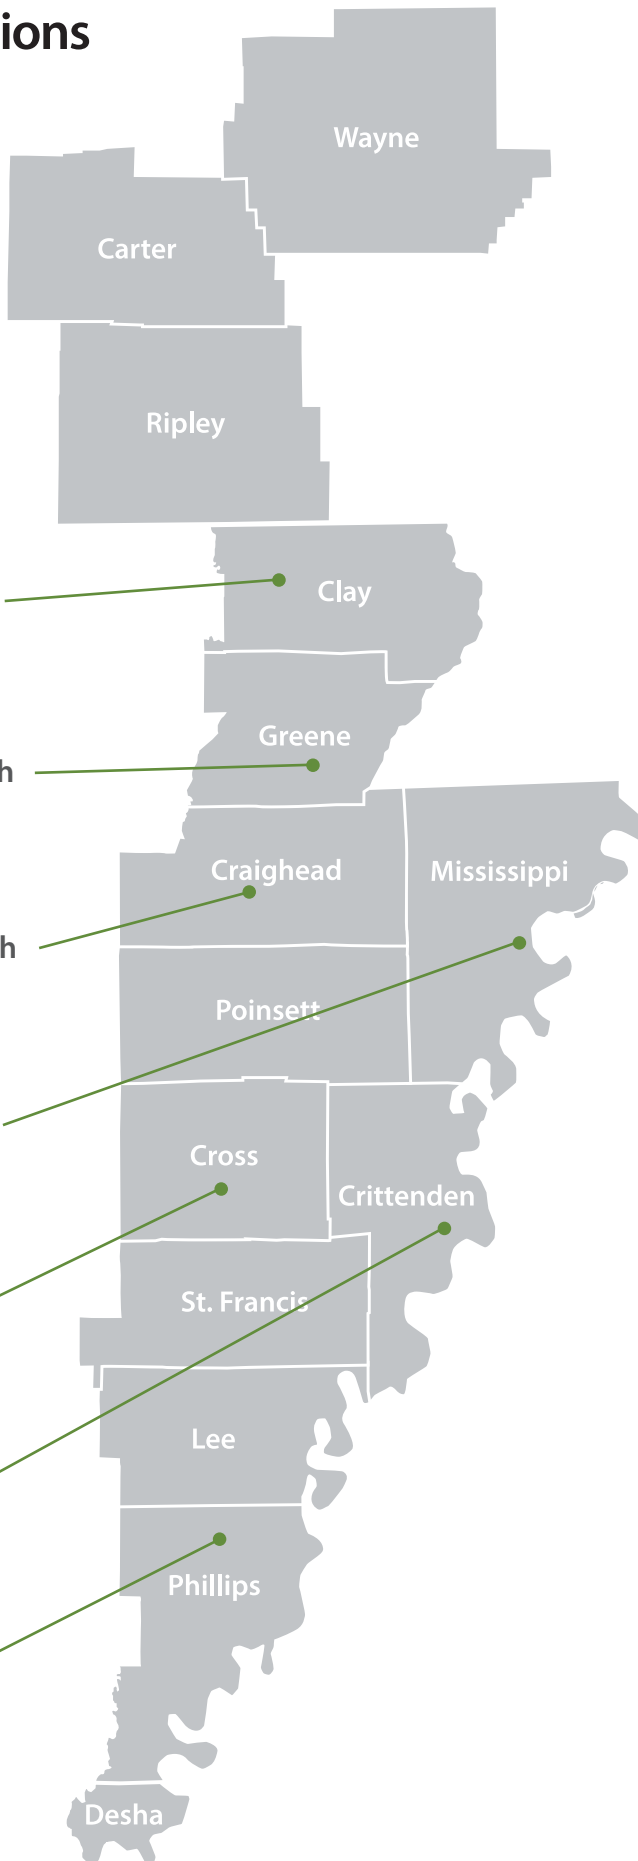 ions
Wayne
Carter
Ripley
Clay
Greene
h
Craighead
Mississippi
h
Poinsett
Cross
Crittenden
St. Francis
Lee
Phillips
Desha